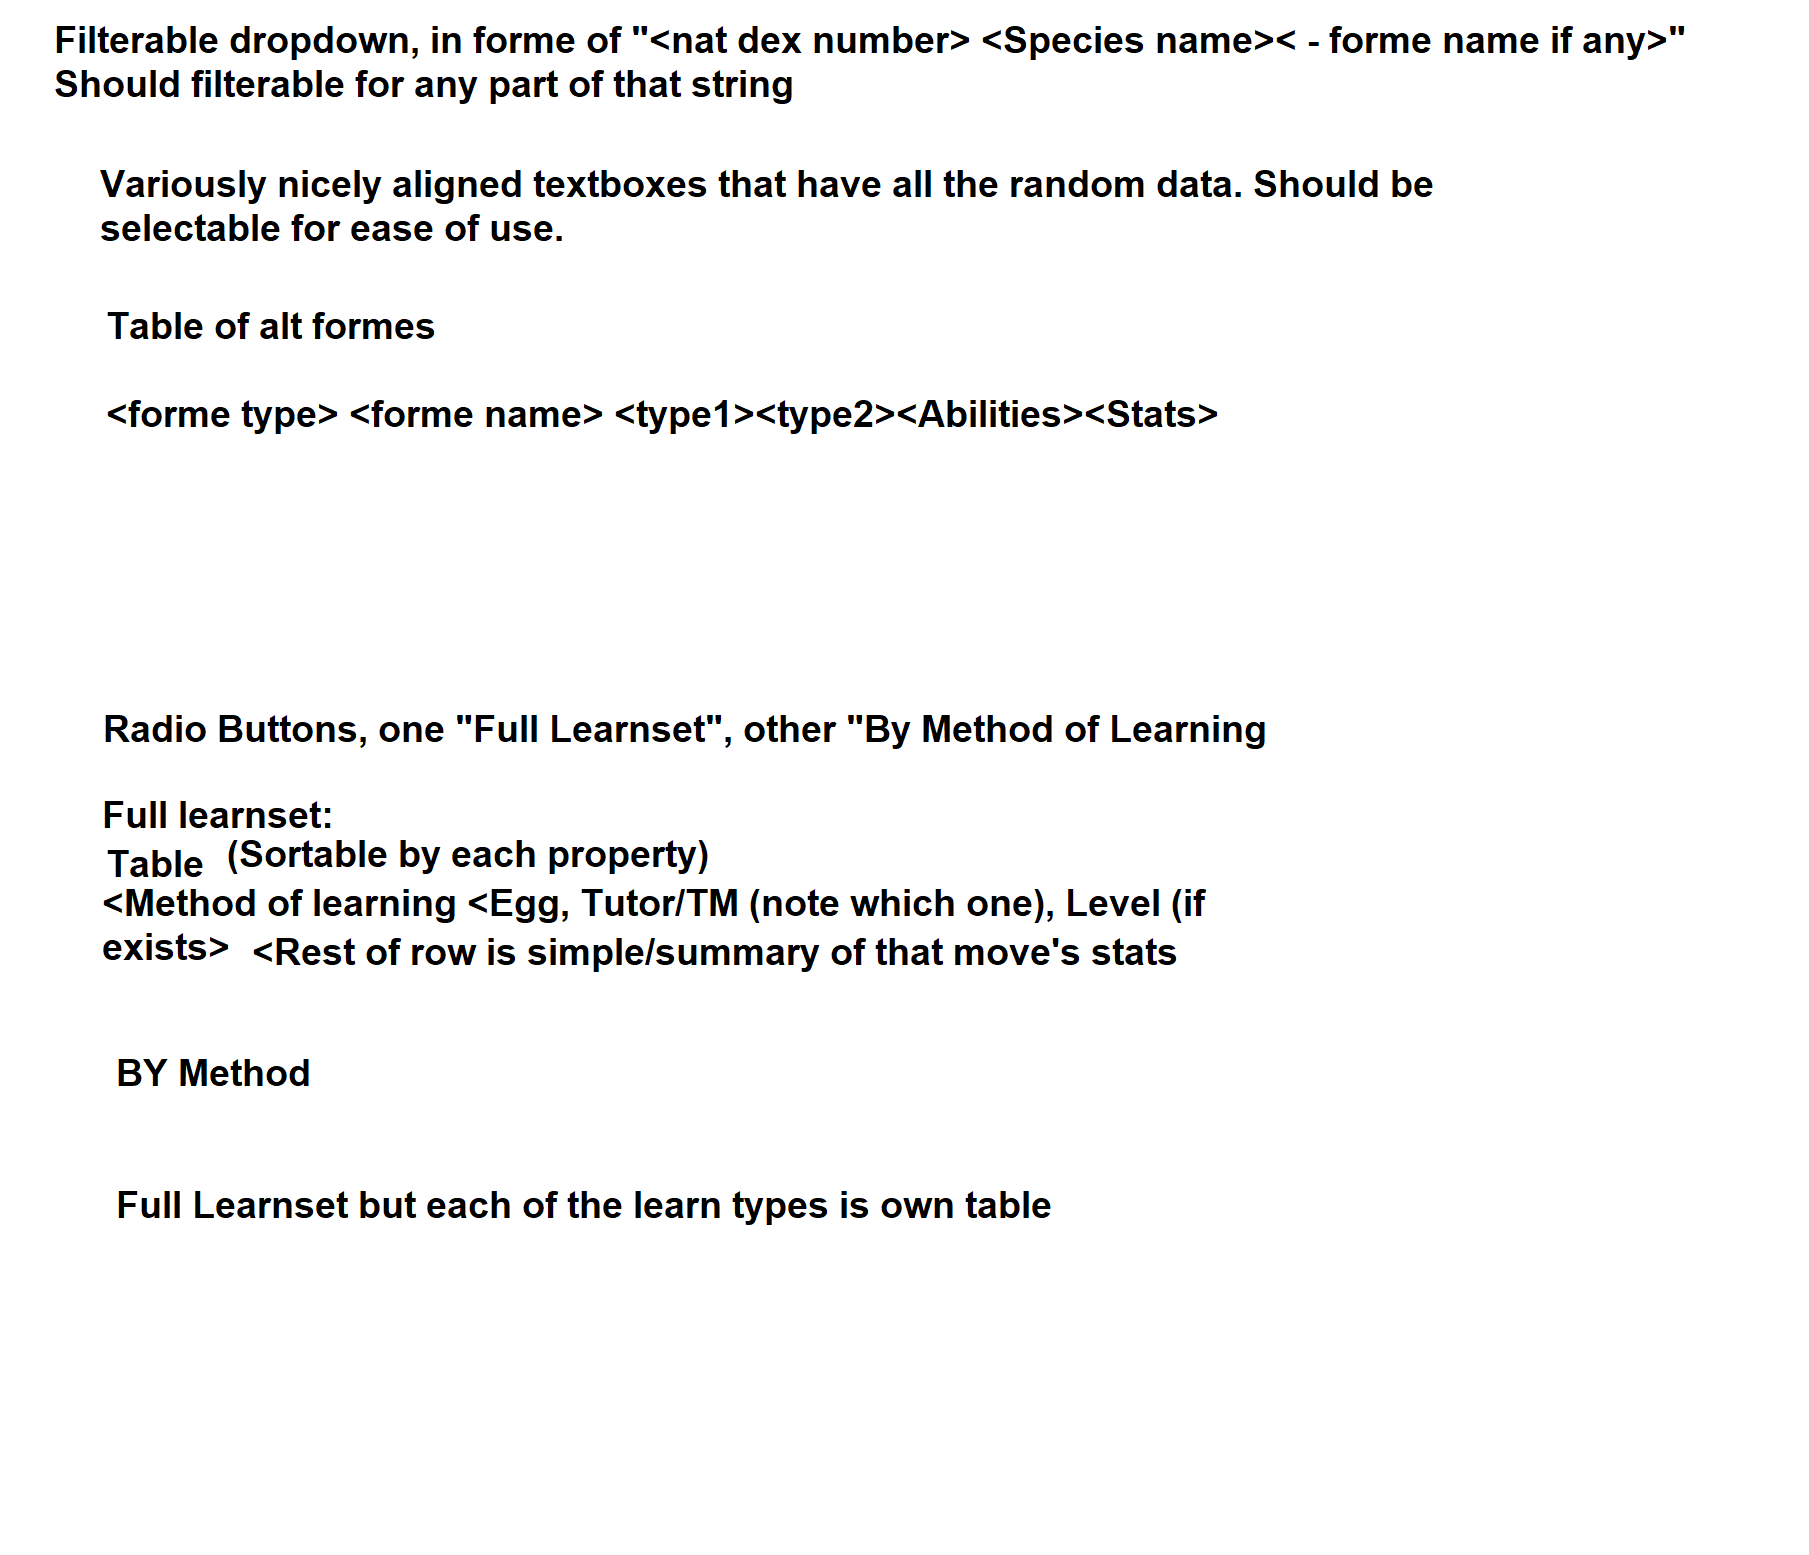 Filterable dropdown, in forme of "<nat dex number> <Species name>< - forme name if any>"
Should filterable for any part of that string
Variously nicely aligned textboxes that have all the random data. Should be
selectable for ease of use.
Table of alt formes
<forme type> <forme name> <type1><type2><Abilities><Stats>
Radio Buttons, one "Full Learnset", other "By Method of Learning
Full learnset:
Table (Sortable by each property)
<Method of learning <Egg, Tutor/TM (note which one), Level (if
exists> <Rest of row is simple/summary of that move's stats
BY Method
Full Learnset but each of the learn types is own table